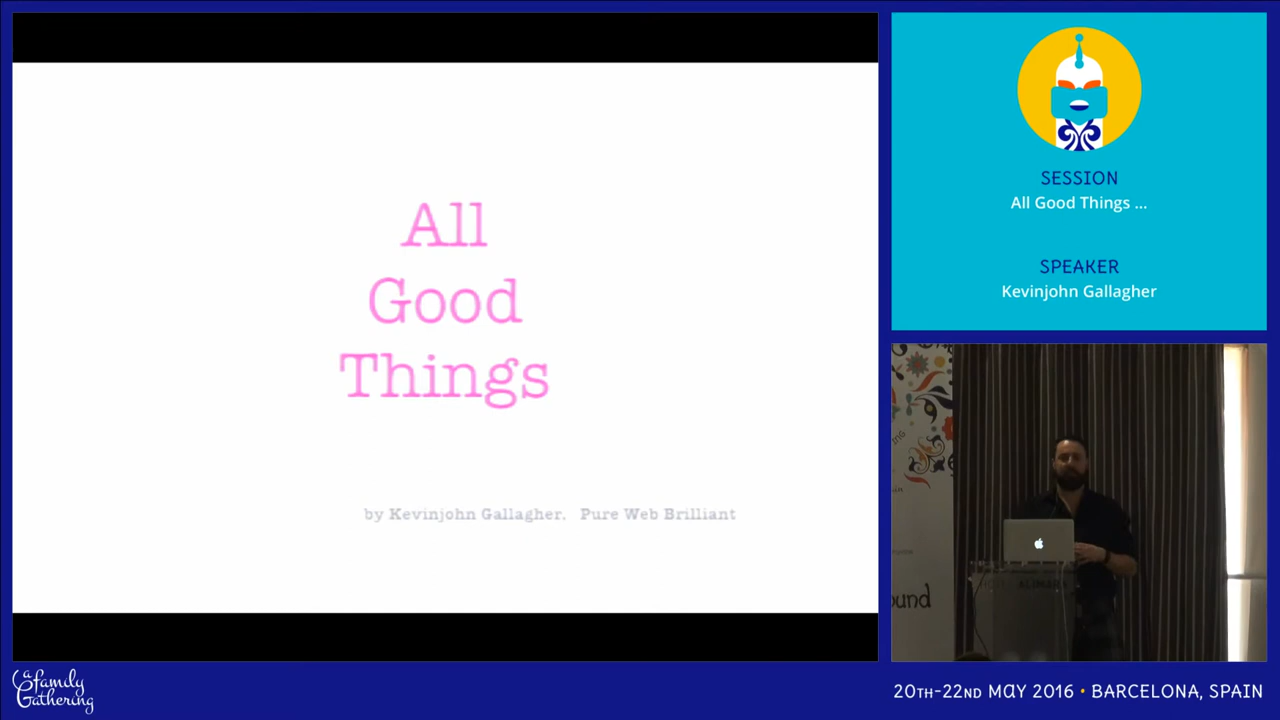 All
Good
Things
by Kevinjohn Gallagher, Pure Web Brilliant
SESSION
All Good Things ...
SPEAKER
Kevinjohn Gallagher
ound
a family
Gathering
20TH-22ND MAY 2016 • BARCELONA, SPAIN